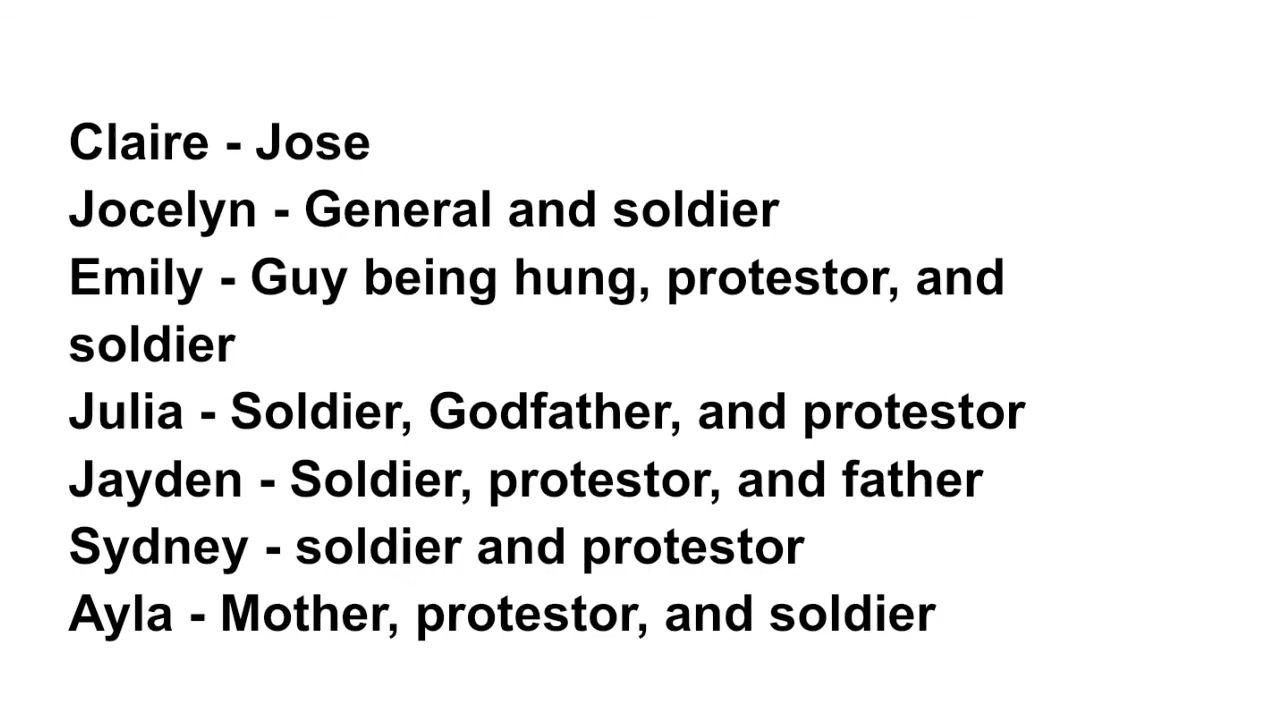 Claire - Jose
Jocelyn - General and soldier
Emily - Guy being hung, protestor, and
soldier
Julia - Soldier, Godfather, and protestor
Jayden - Soldier, protestor, and father
Sydney - soldier and protestor
Ayla - Mother, protestor, and soldier